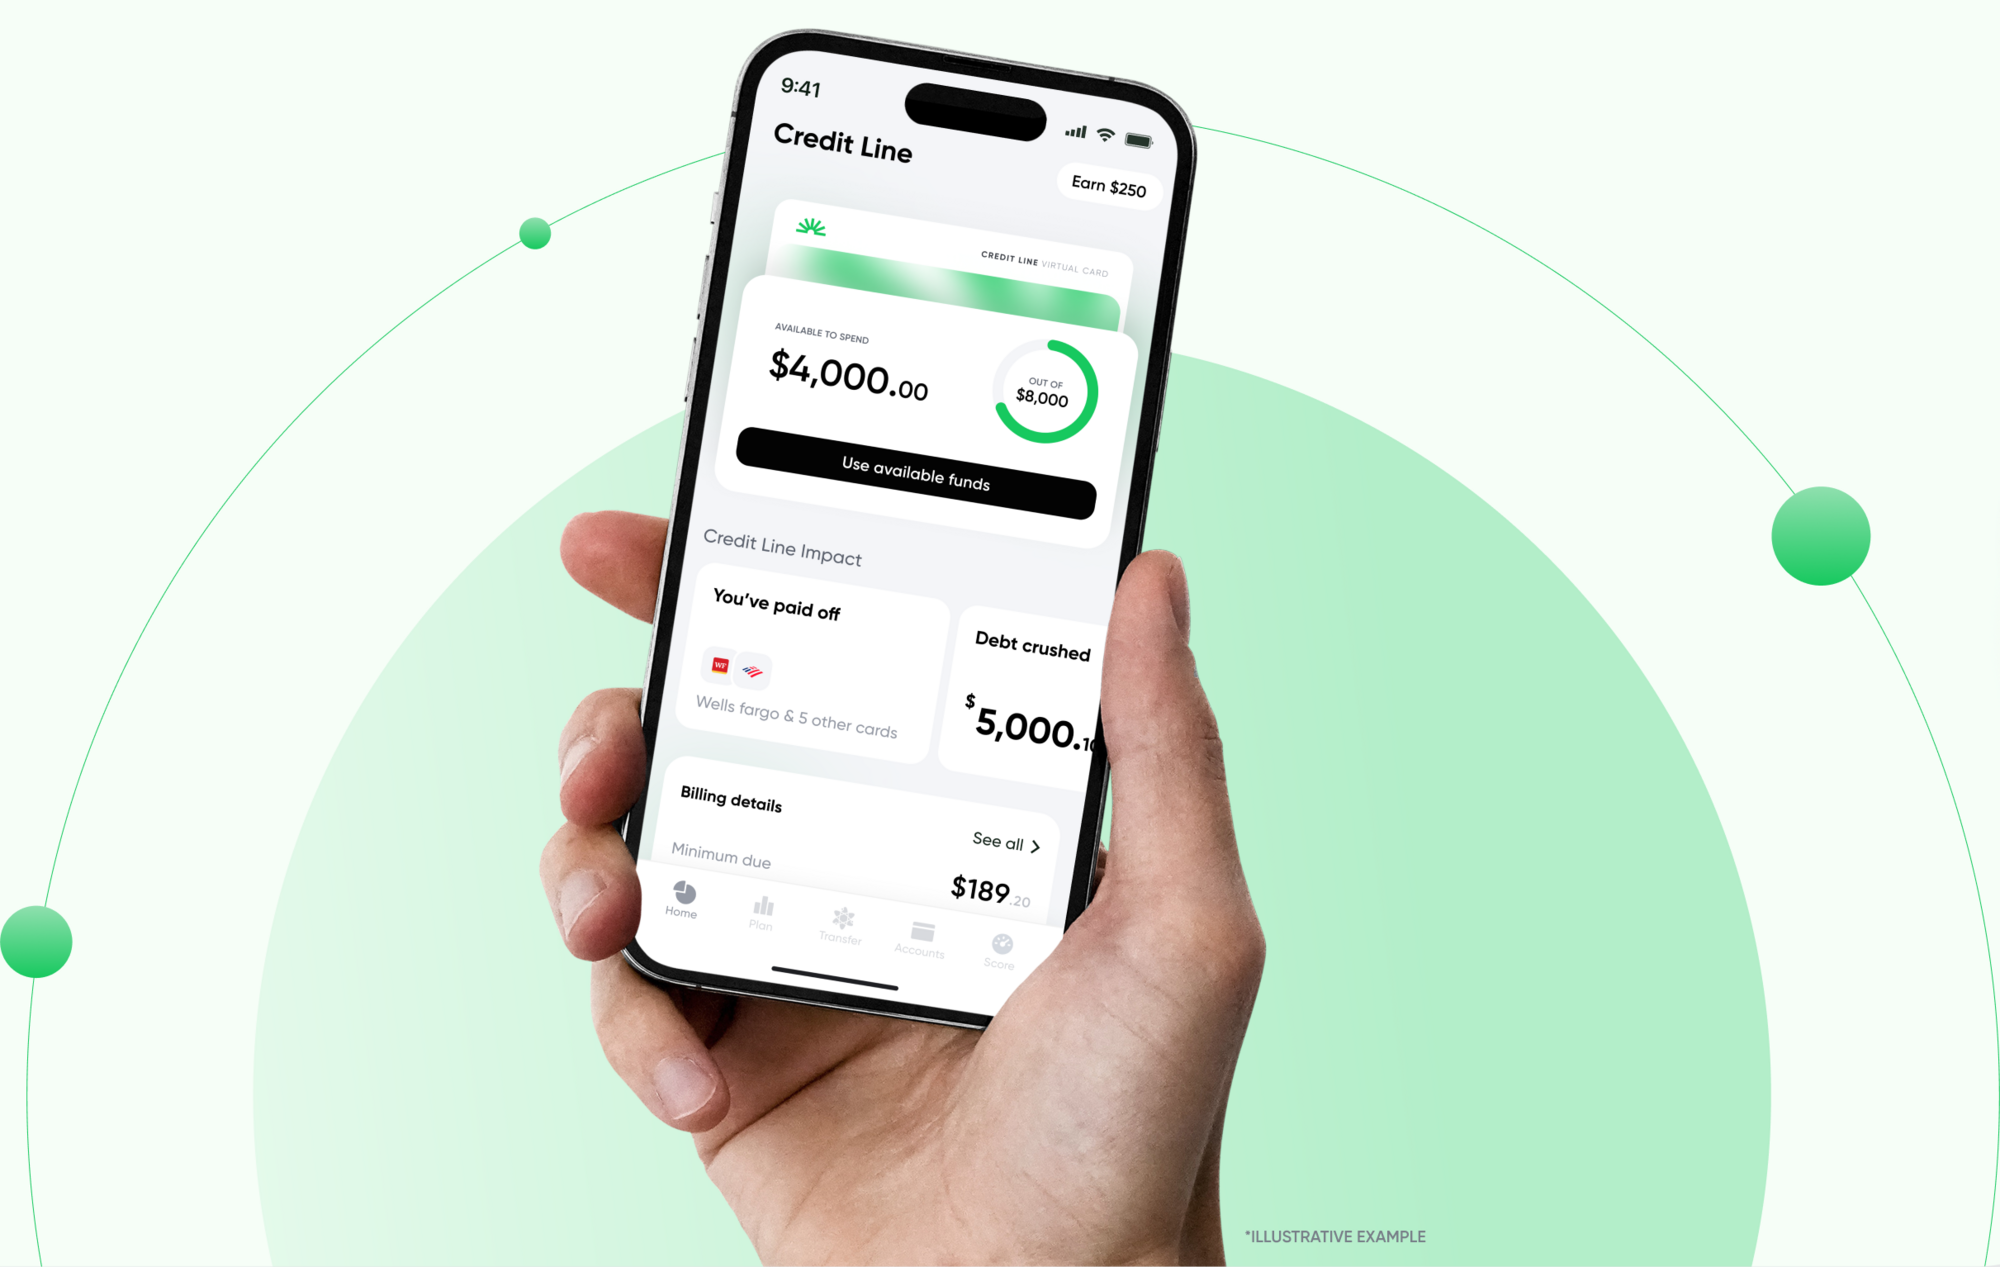 9:41
Credit Line
Earn $250
CREDIT LINE VIRTUAL CARD
AVAILABLE TO SPEND
$4,000.00
OUT OF
$8,000
Use available funds
Credit Line Impact
You've paid off
WF
Wells fargo & 5 other cards
Debt crushed
$5,000.10
Billing details
See all
Minimum due
$189.20
Home
Plan
Transfer
Accounts
Score
*ILLUSTRATIVE EXAMPLE